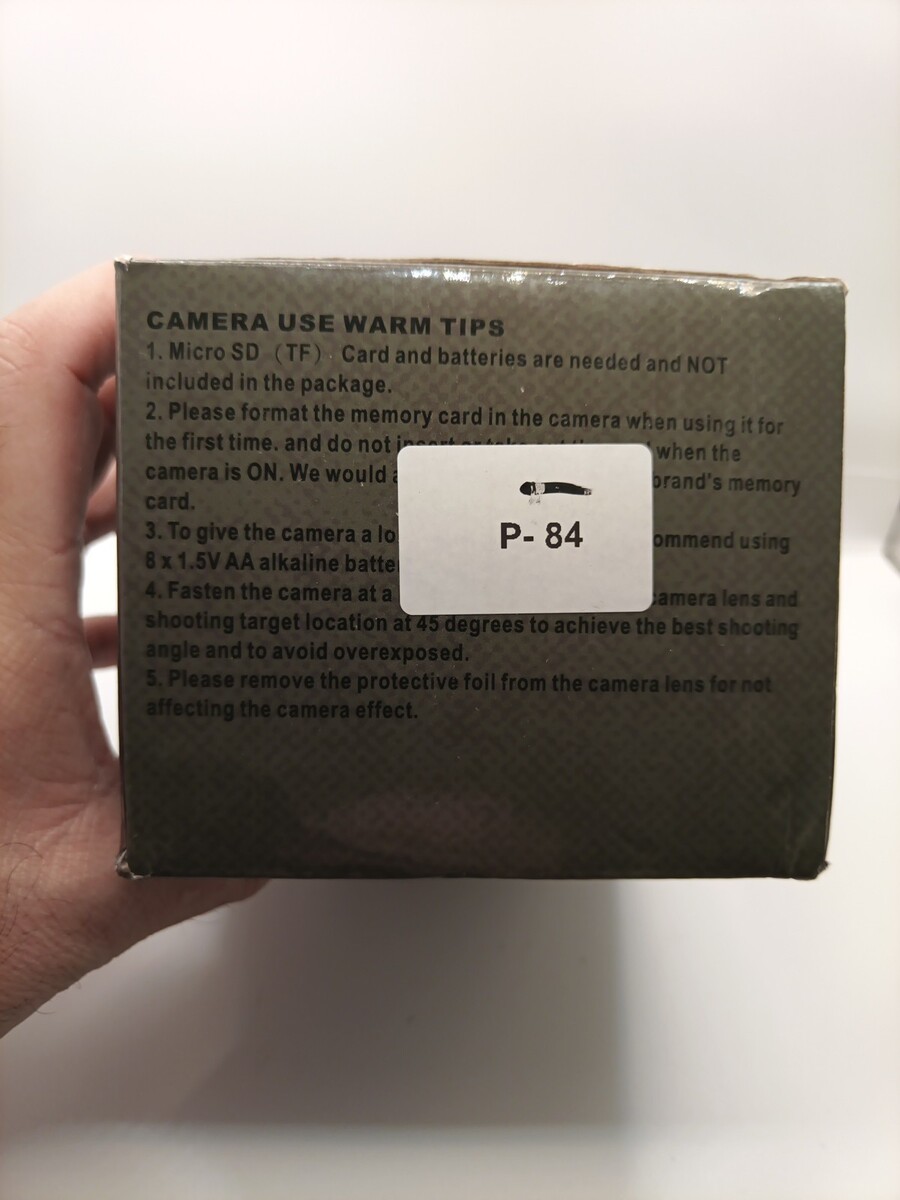 CAMERA USE WARM TIPS
1. Micro SD (TF). Card and batteries are needed and NOT
included in the package.
2. Please format the memory card in the camera when using it for
the first time. and do not when the
camera is ON. We would brand's memory
card.
3. To give the camera a using
8 x 1.5V AA alkaline
4. Fasten the camera at a camera lens and
shooting target location at 45 degrees to achieve the best shooting
angle and to avoid overexposed.
5. Please remove the protective foil from the camera lens for not
affecting the camera effect.
P- 84